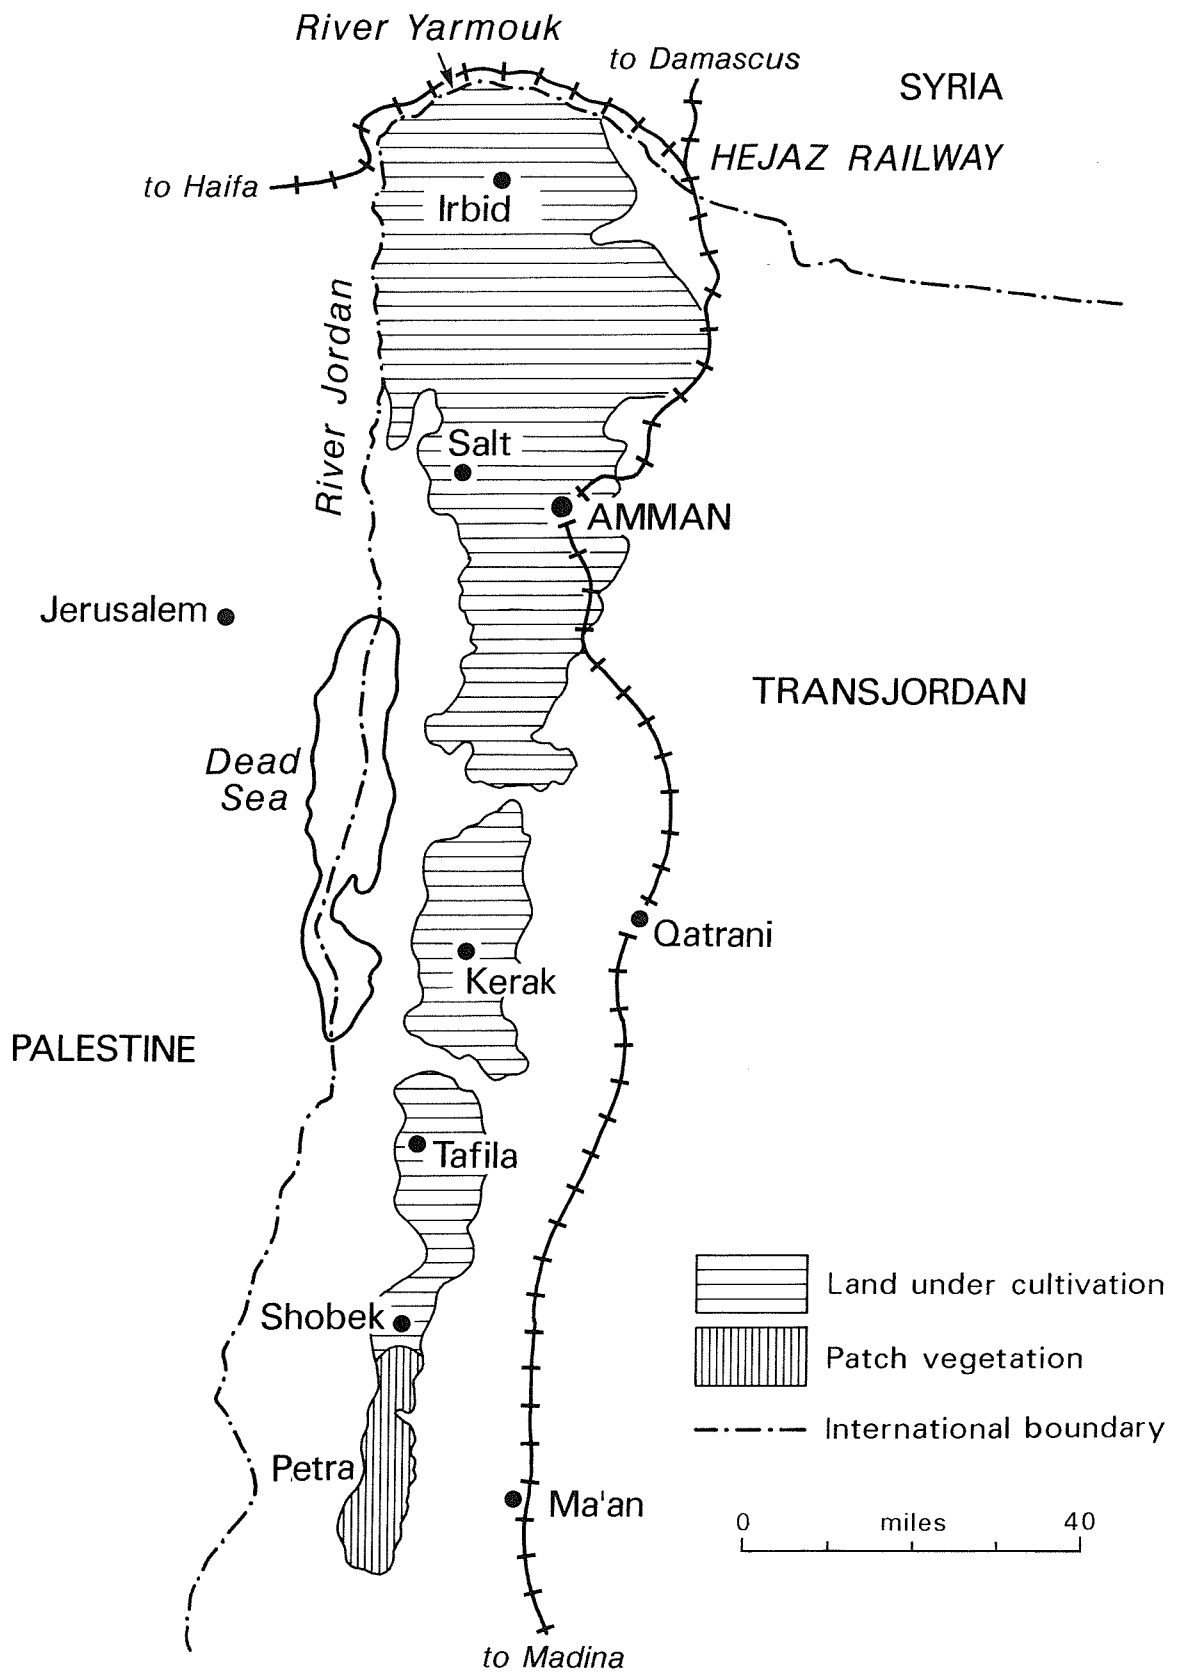 River Yarmouk
to Damascus
SYRIA
HEJAZ RAILWAY
to Haifa
Irbid
River Jordan
Salt
AMMAN
Jerusalem
TRANSJORDAN
Dead
Sea
Qatrani
Kerak
PALESTINE
Tafila
Land under cultivation
Shobek
Patch vegetation
International boundary
Petra
Ma'an
0 miles 40
to Madina